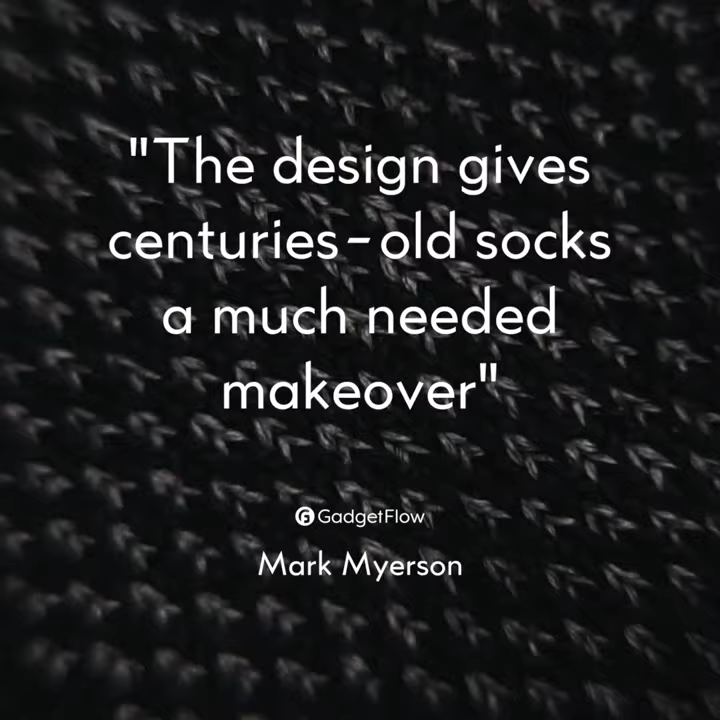 "The design gives
centuries-old socks
a much needed
makeover"
GadgetFlow
Mark Myerson